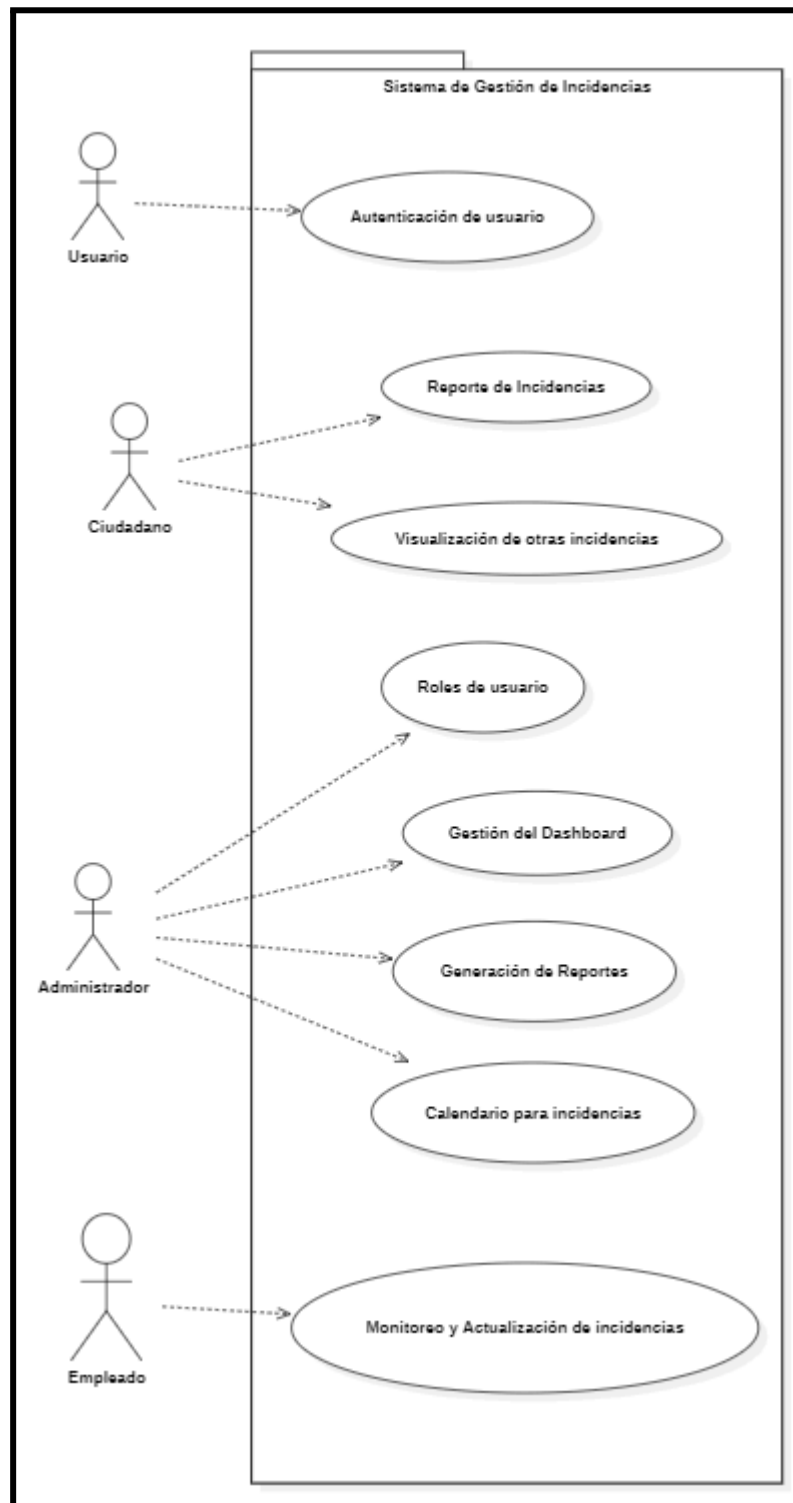 Sistema de Gestión de Incidencias
Usuario
Autenticación de usuario
Reporte de Incidencias
Ciudadano
Visualización de otras incidencias
Roles de usuario
Gestión del Dashboard
Administrador
Generación de Reportes
Calendario para incidencias
Empleado
Monitoreo y Actualización de incidencias